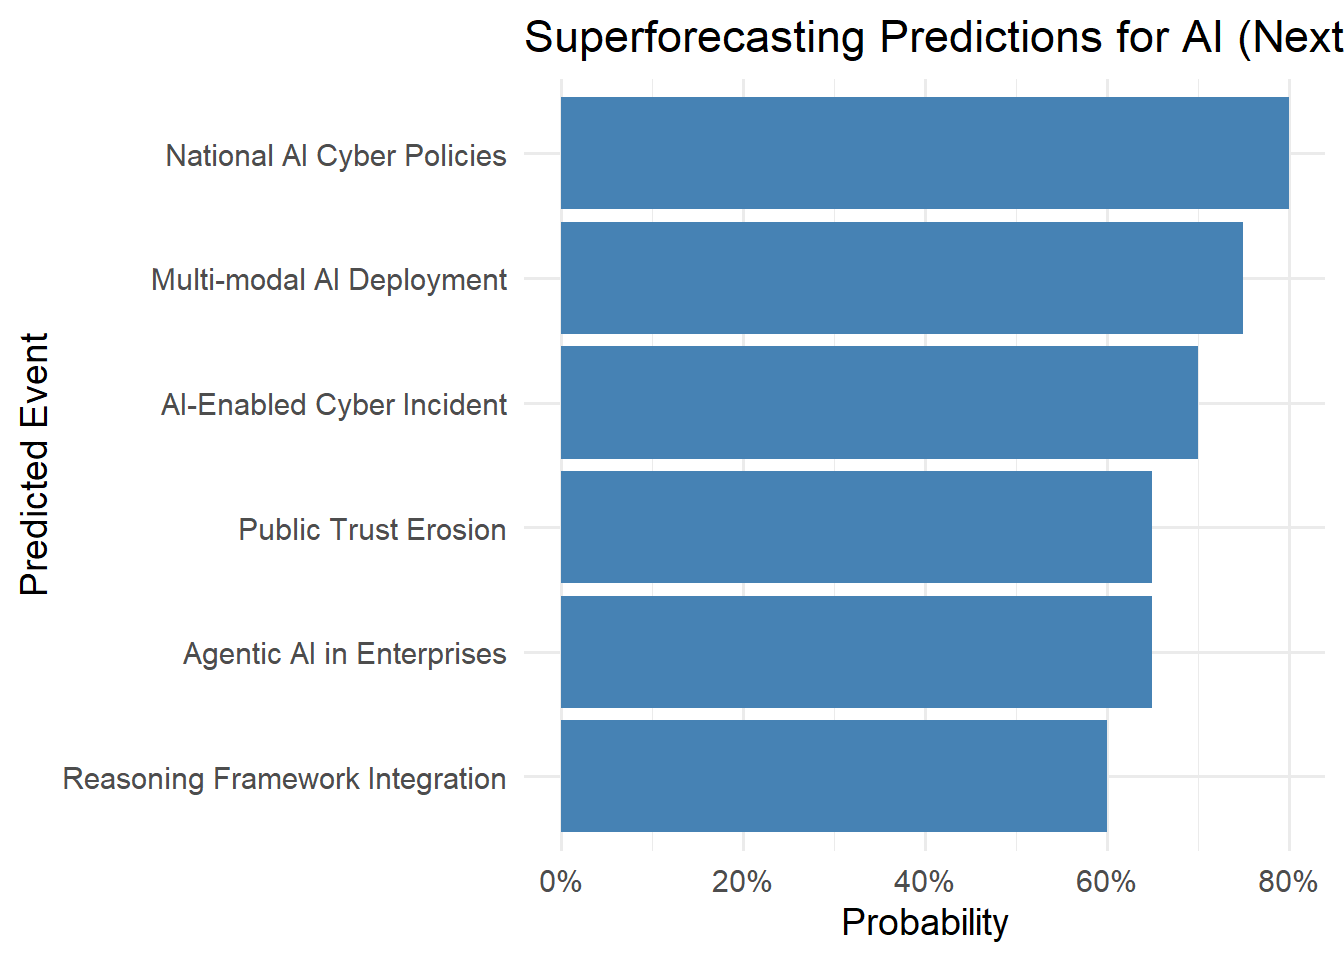 Superforecasting Predictions for AI (Next
National AI Cyber Policies
Multi-modal AI Deployment
AI-Enabled Cyber Incident
Public Trust Erosion
Agentic AI in Enterprises
Reasoning Framework Integration
Predicted Event
0% 20% 40% 60% 80%
Probability